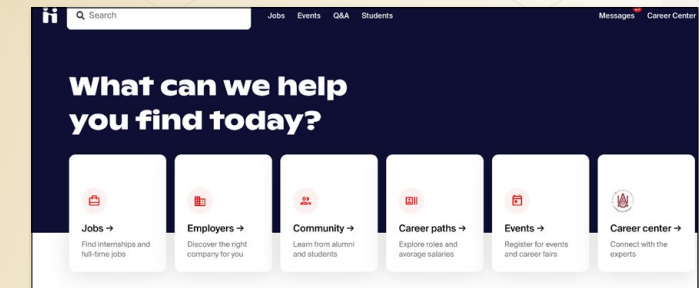 Search
Jobs Events Q&A Students
Messages Career Center
What can we help
you find today?
Jobs →
Find internships and
full-time jobs
Employers →
Discover the right
company for you
Community →
Learn from alumni
and students
Career paths →
Explore roles and
average salaries
Events →
Register for events
and career fairs
Career center →
Connect with the
experts